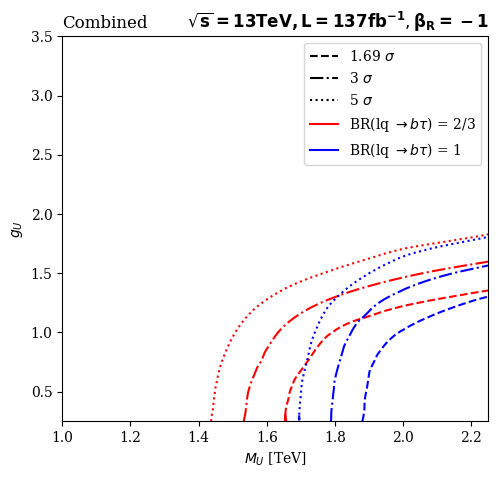 Combined
√s = 13TeV, L = 137fb⁻¹, β_R = −1
3.5
3.0
2.5
2.0
1.5
1.0
0.5
g_U
1.69 σ
3 σ
5 σ
BR(lq → bτ) = 2/3
BR(lq → bτ) = 1
1.0 1.2 1.4 1.6 1.8 2.0 2.2
M_U [TeV]